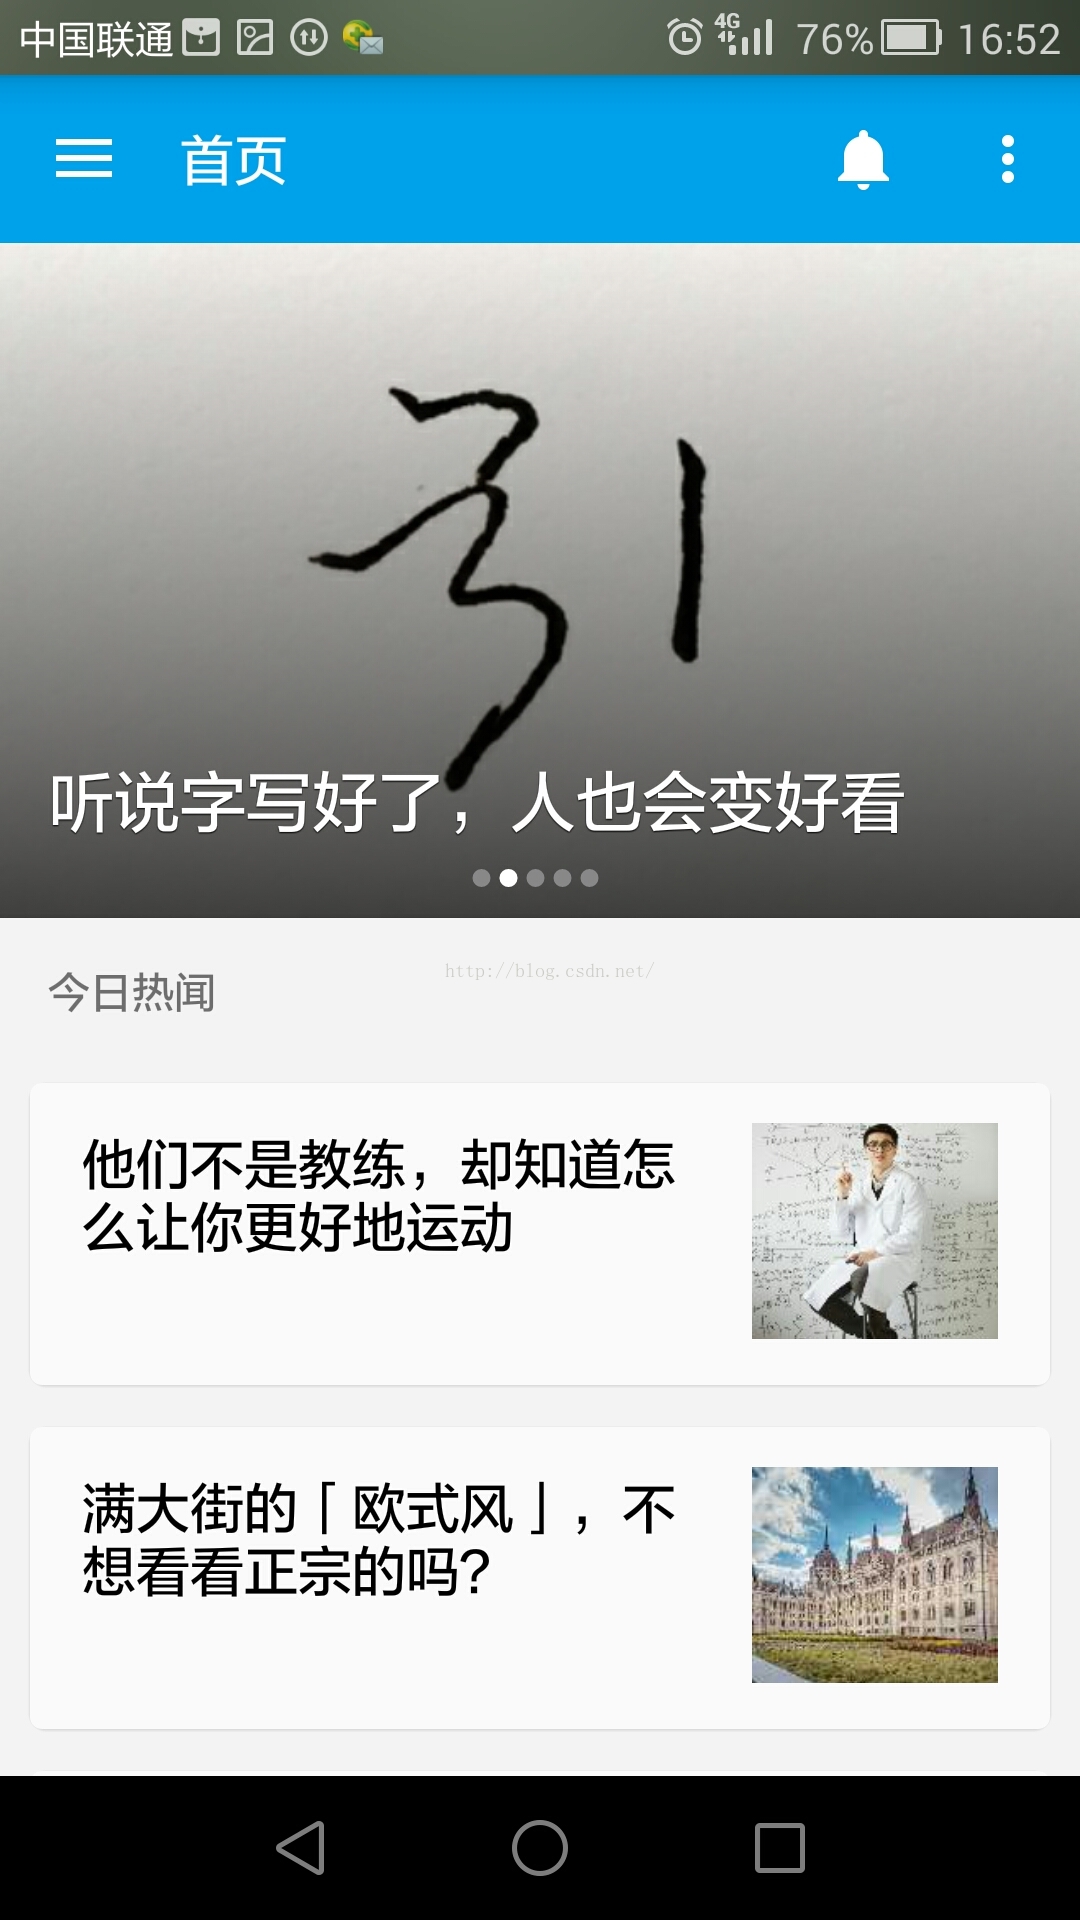 中国联通 4G 76% 16:52
首页
引
听说字写好了，人也会变好看
http://blog.csdn.net/
今日热闻
他们不是教练，却知道怎
么让你更好地运动
满大街的「欧式风」，不
想看看正宗的吗?